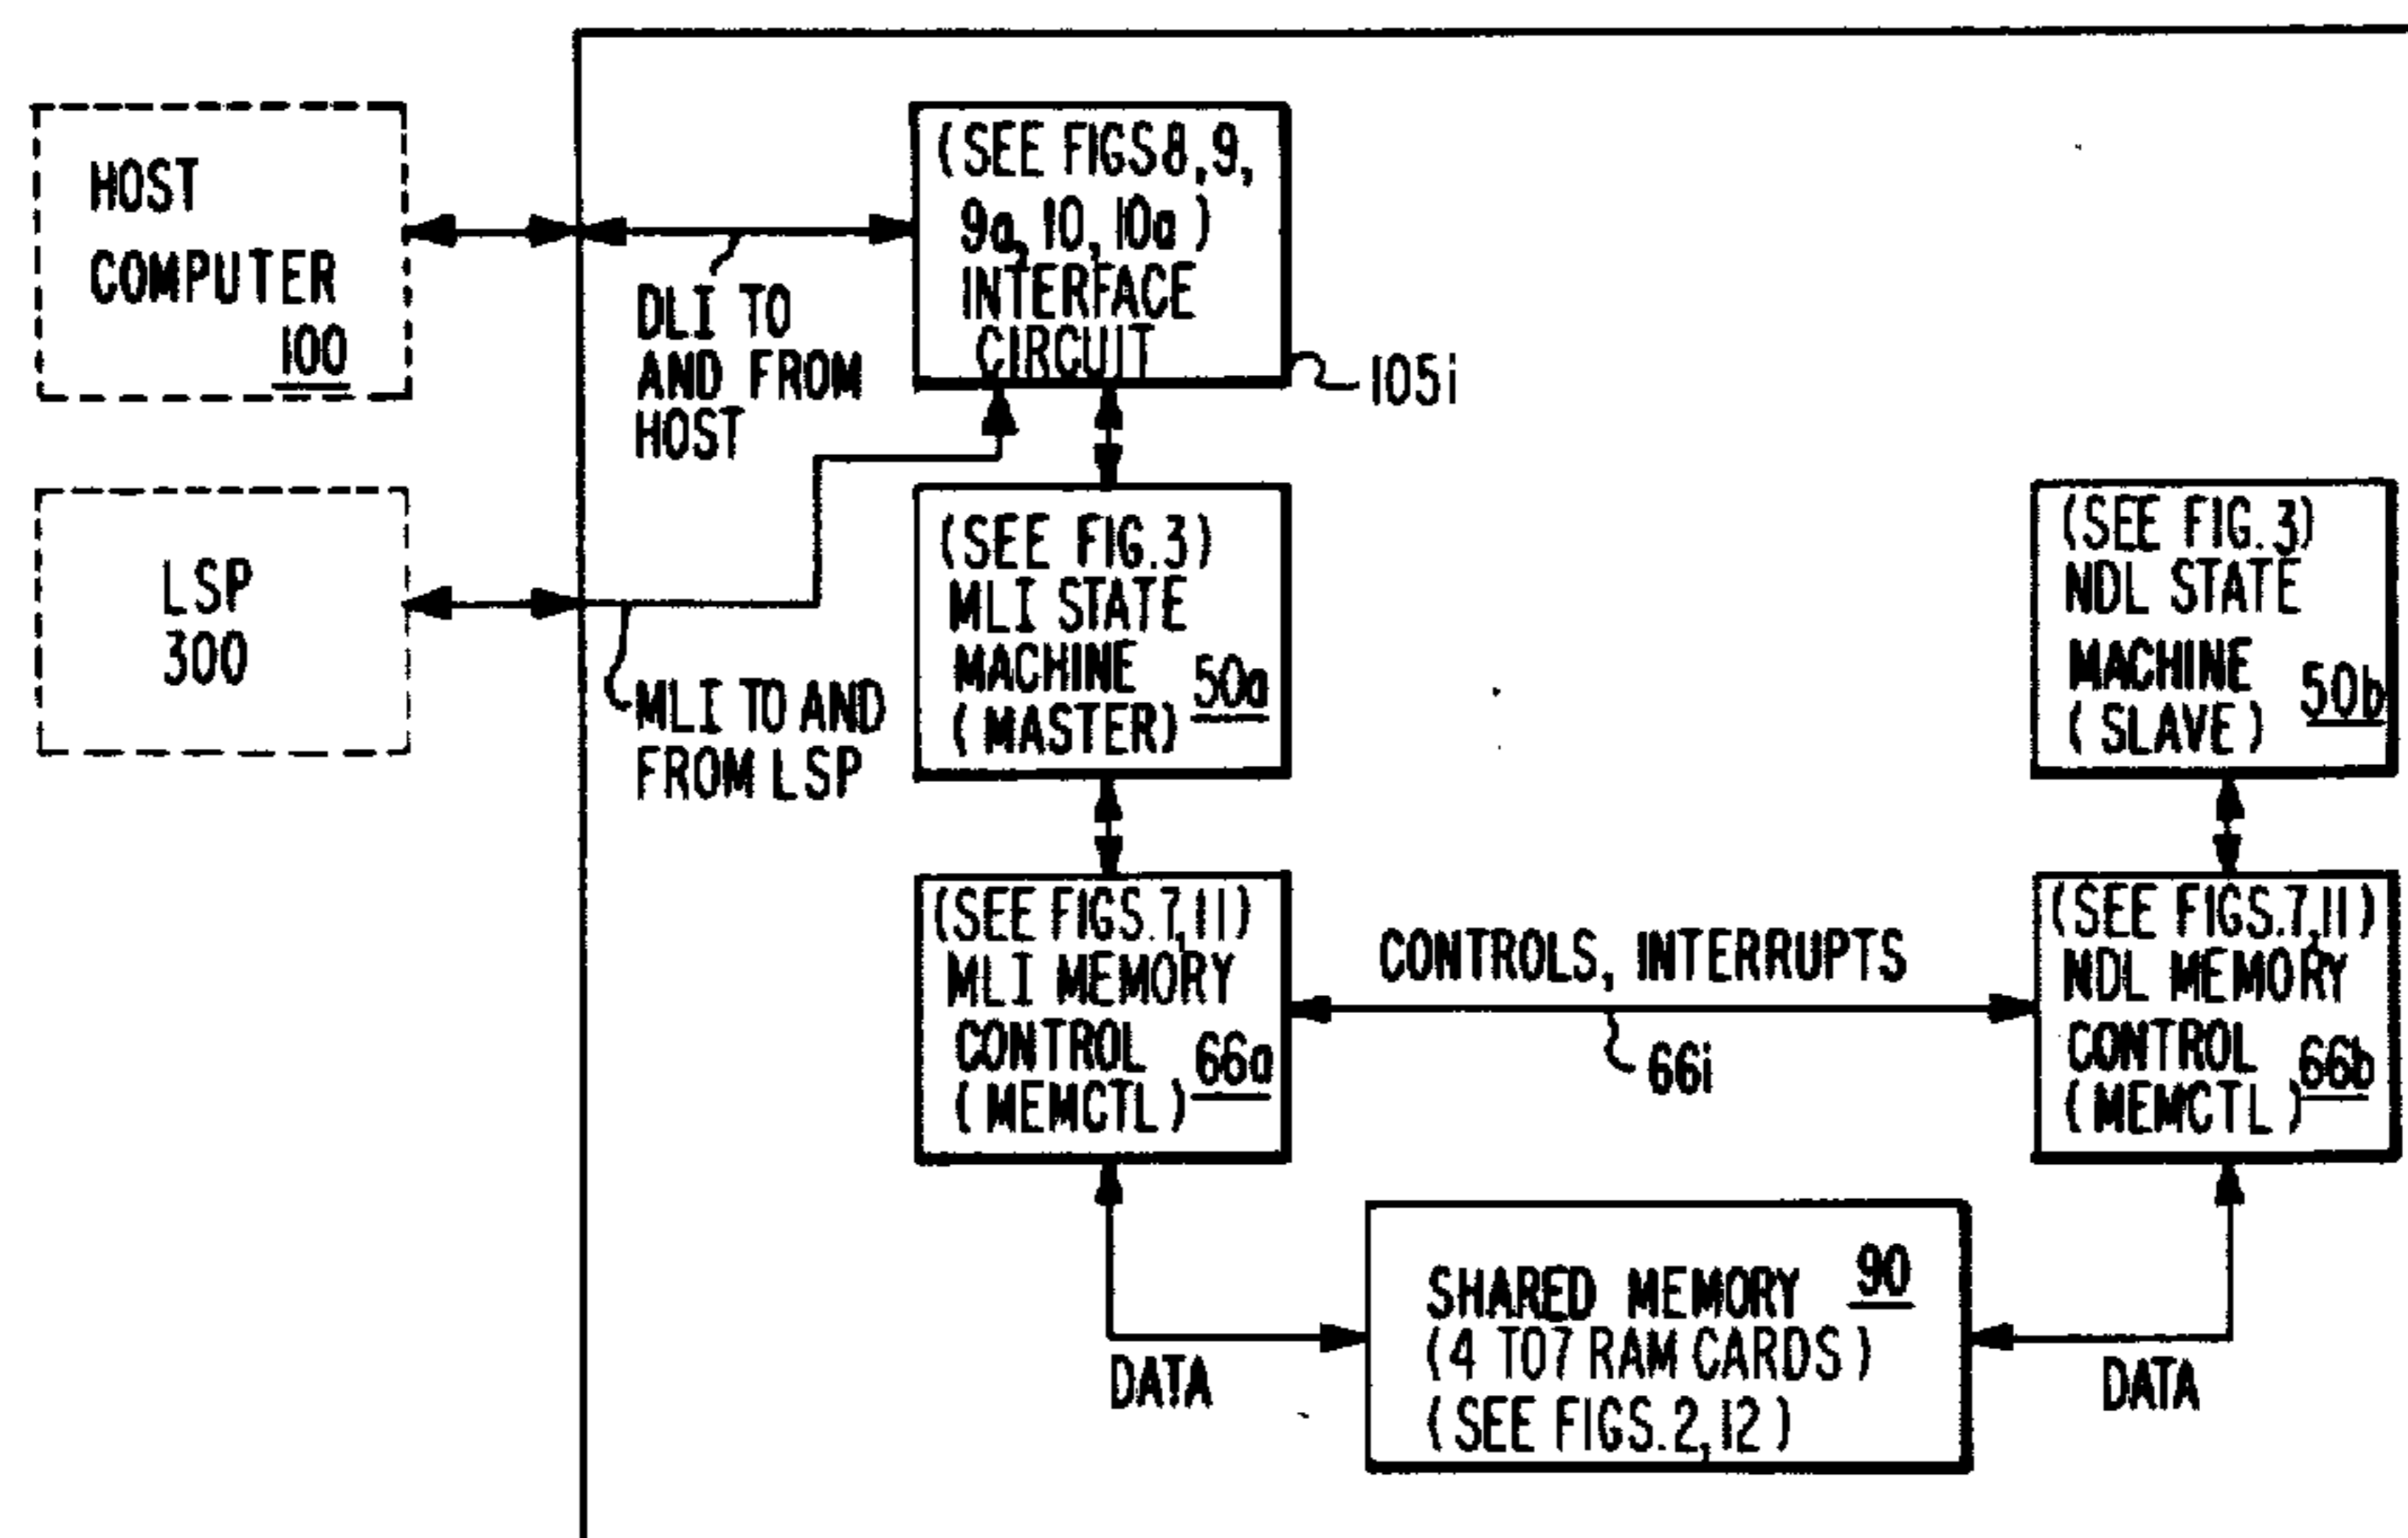 HOST
COMPUTER
100
DLI TO
AND FROM
HOST
(SEE FIGS 8, 9,
9a, 10, 10a)
INTERFACE
CIRCUIT
105i
LSP
300
MLI TO AND
FROM LSP
(SEE FIG. 3)
MLI STATE
MACHINE
(MASTER)
50a
(SEE FIG. 3)
NDL STATE
MACHINE
(SLAVE)
50b
(SEE FIGS. 7, 11)
MLI MEMORY
CONTROL
(MEMCTL)
66a
CONTROLS, INTERRUPTS
66i
(SEE FIGS. 7, 11)
NDL MEMORY
CONTROL
(MEMCTL)
66b
DATA
SHARED MEMORY
90
(4 TO 7 RAM CARDS)
(SEE FIGS. 2, 12)
DATA